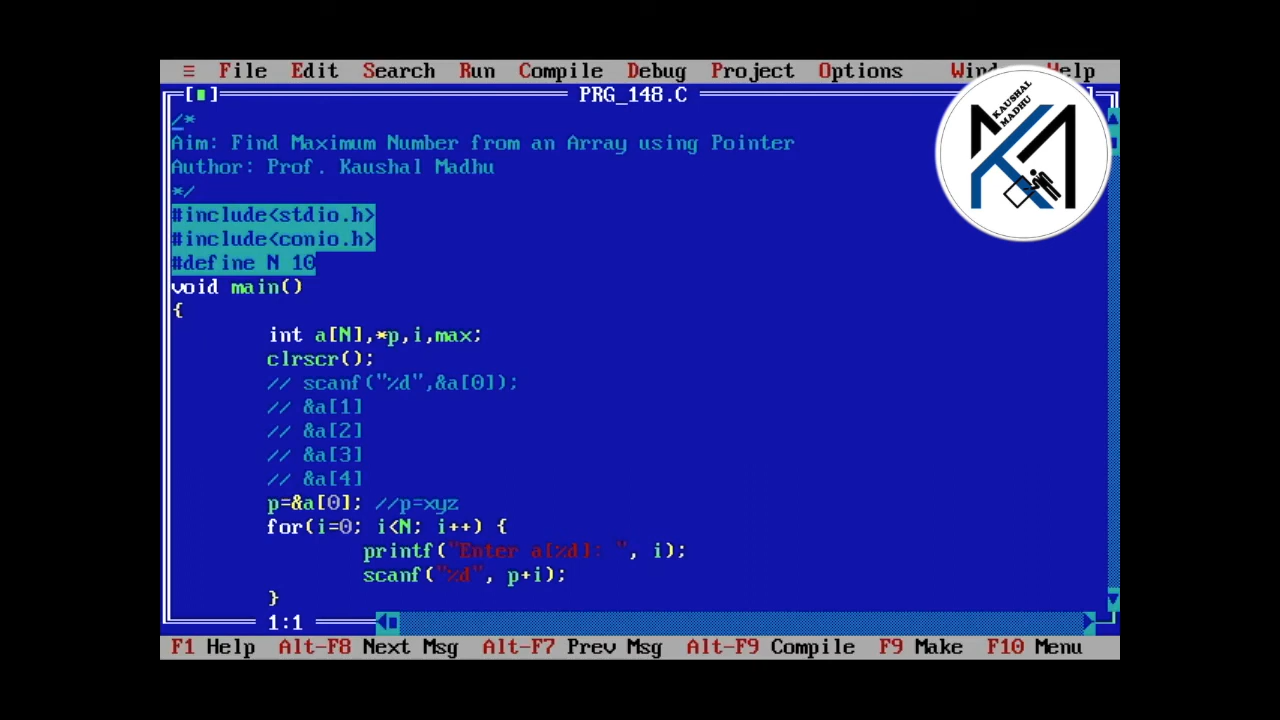 ≡ File Edit Search Run Compile Debug Project Options Wind Help
[■] PRG_148.C
KAUSHAL
MADHU
/*
Aim: Find Maximum Number from an Array using Pointer
Author: Prof. Kaushal Madhu
*/
#include<stdio.h>
#include<conio.h>
#define N 10
void main()
{
int a[N],*p,i,max;
clrscr();
// scanf("%d",&a[0]);
// &a[1]
// &a[2]
// &a[3]
// &a[4]
p=&a[0]; //p=xyz
for(i=0; i<N; i++) {
printf("Enter a[%d]: ", i);
scanf("%d", p+i);
}
1:1
F1 Help Alt-F8 Next Msg Alt-F7 Prev Msg Alt-F9 Compile F9 Make F10 Menu